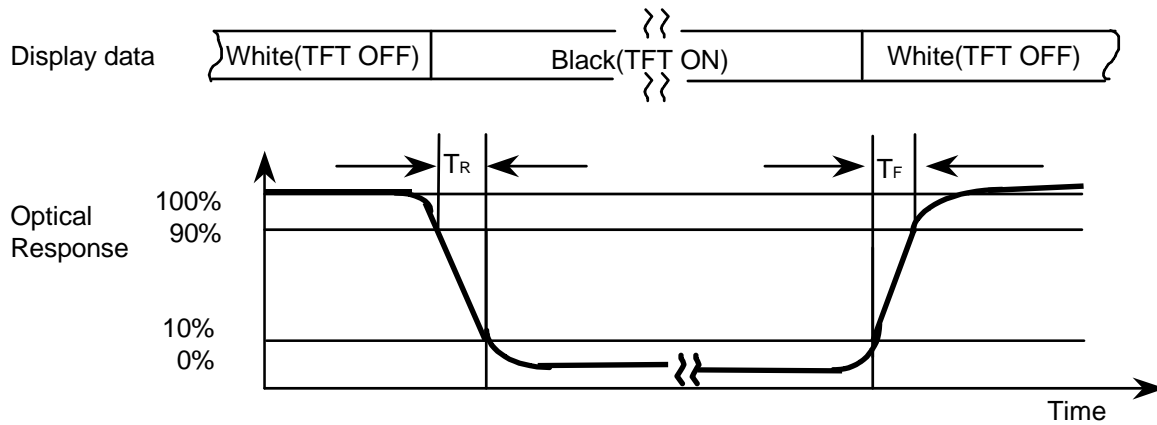 Display data
White(TFT OFF)
Black(TFT ON)
White(TFT OFF)
TR
TF
Optical
Response
100%
90%
10%
0%
Time